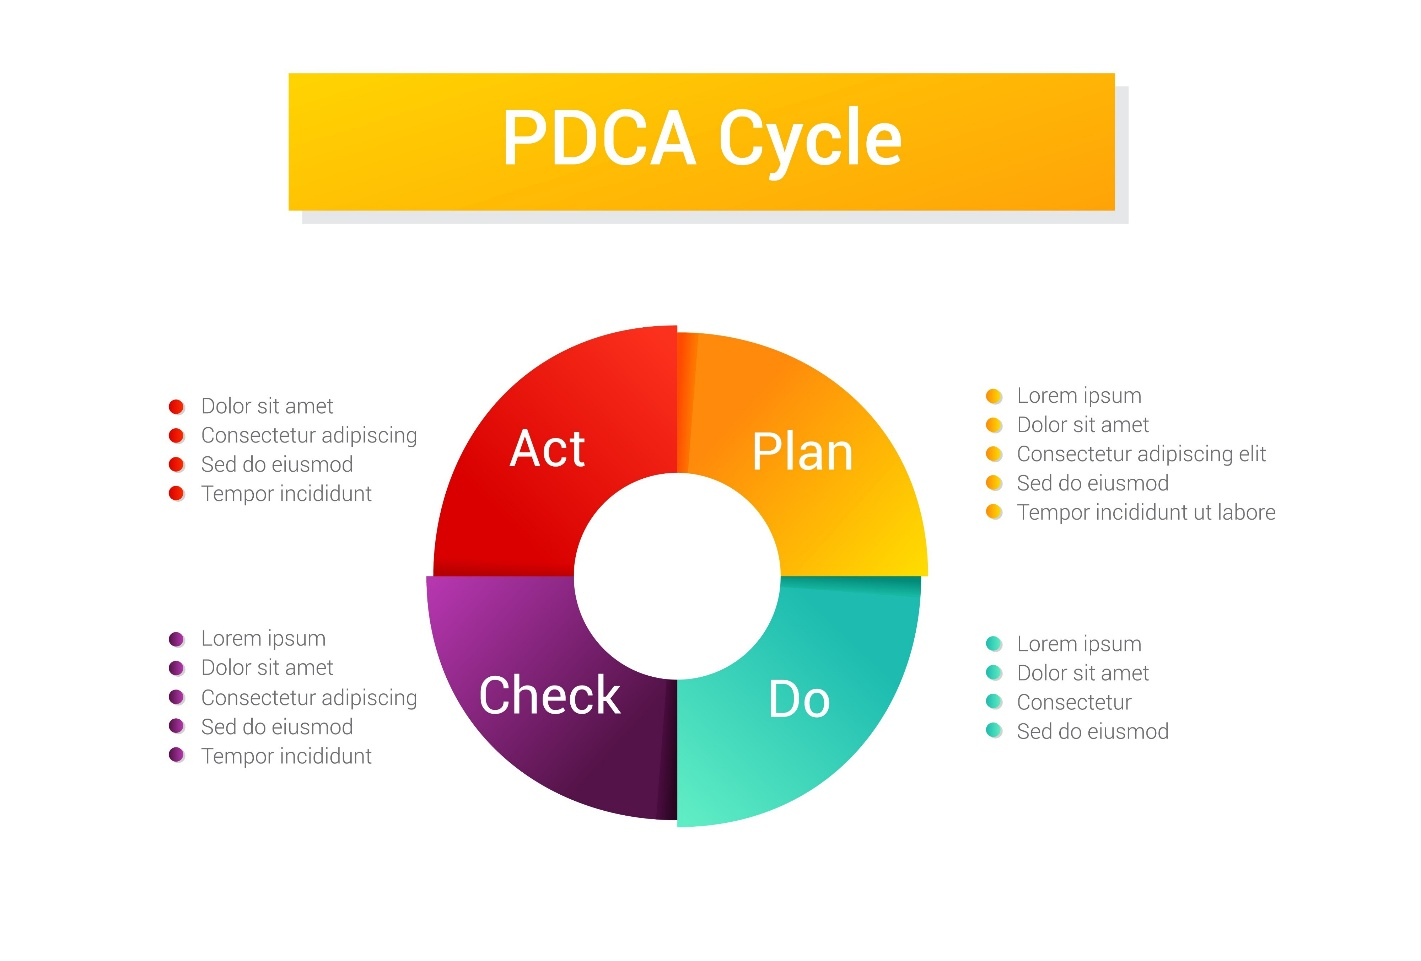 PDCA Cycle
Act
Plan
Check
Do
Dolor sit amet
Consectetur adipiscing
Sed do eiusmod
Tempor incididunt
Lorem ipsum
Dolor sit amet
Consectetur adipiscing elit
Sed do eiusmod
Tempor incididunt ut labore
Lorem ipsum
Dolor sit amet
Consectetur adipiscing
Sed do eiusmod
Tempor incididunt
Lorem ipsum
Dolor sit amet
Consectetur
Sed do eiusmod